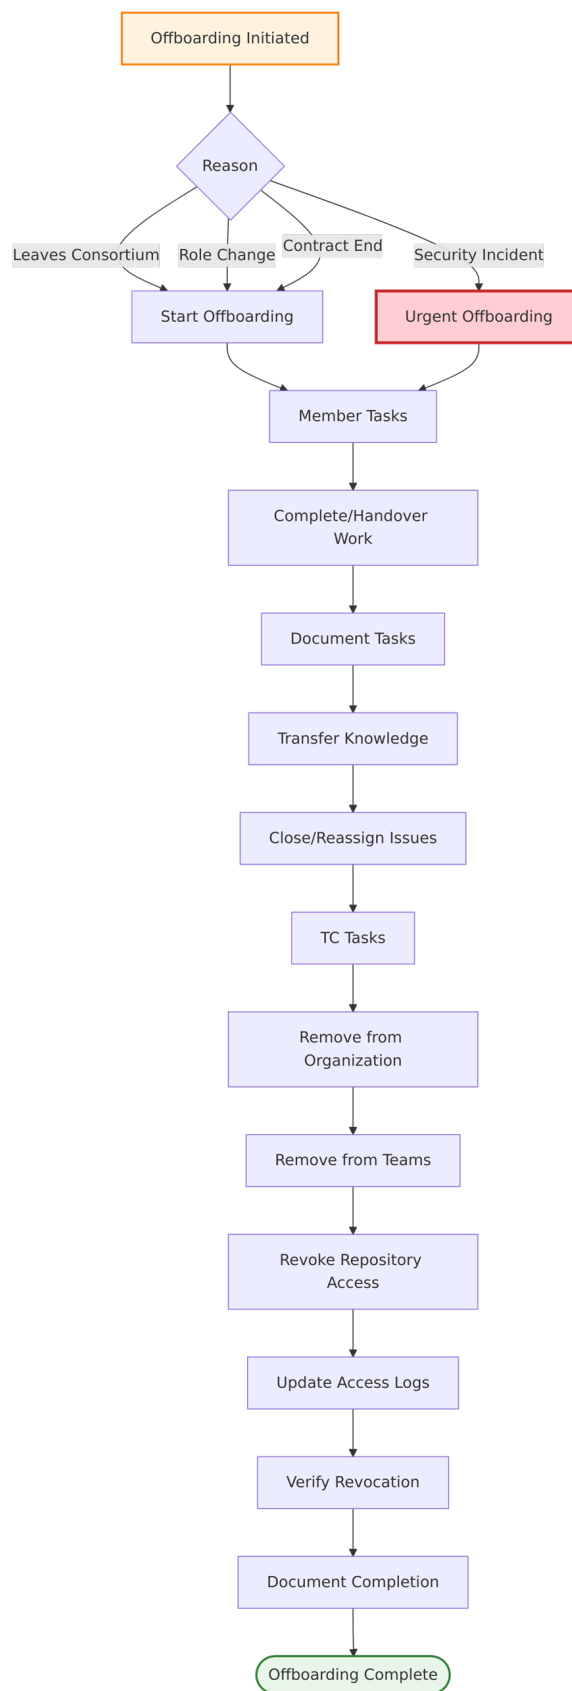 Offboarding Initiated
Reason
Leaves Consortium
Role Change
Contract End
Security Incident
Start Offboarding
Urgent Offboarding
Member Tasks
Complete/Handover
Work
Document Tasks
Transfer Knowledge
Close/Reassign Issues
TC Tasks
Remove from
Organization
Remove from Teams
Revoke Repository
Access
Update Access Logs
Verify Revocation
Document Completion
Offboarding Complete